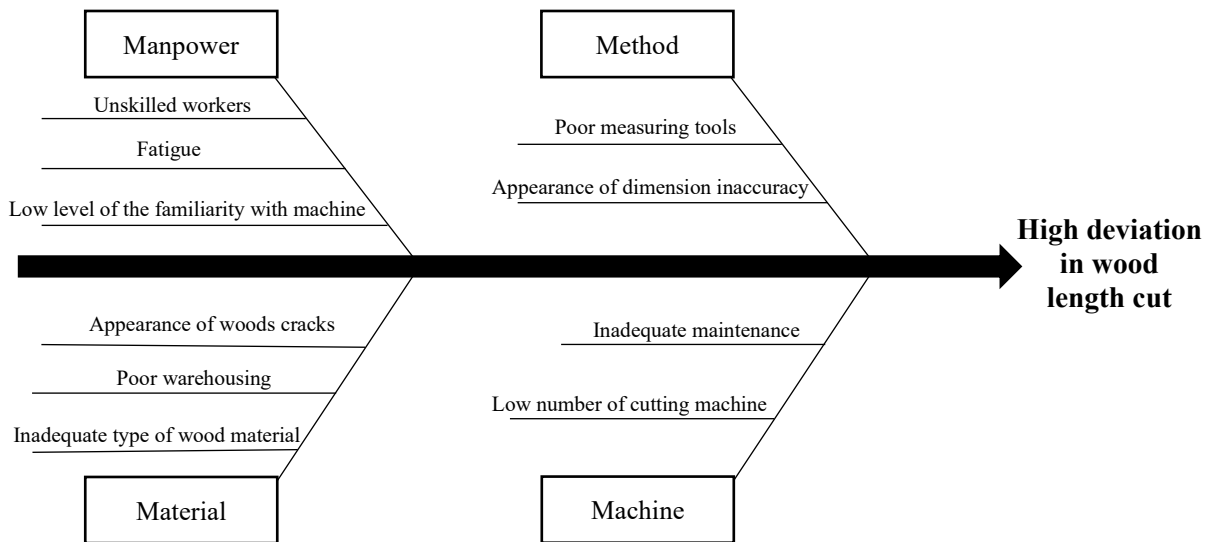 Manpower
Method
Unskilled workers
Fatigue
Low level of the familiarity with machine
Poor measuring tools
Appearance of dimension inaccuracy
High deviation
in wood
length cut
Appearance of woods cracks
Poor warehousing
Inadequate type of wood material
Inadequate maintenance
Low number of cutting machine
Material
Machine